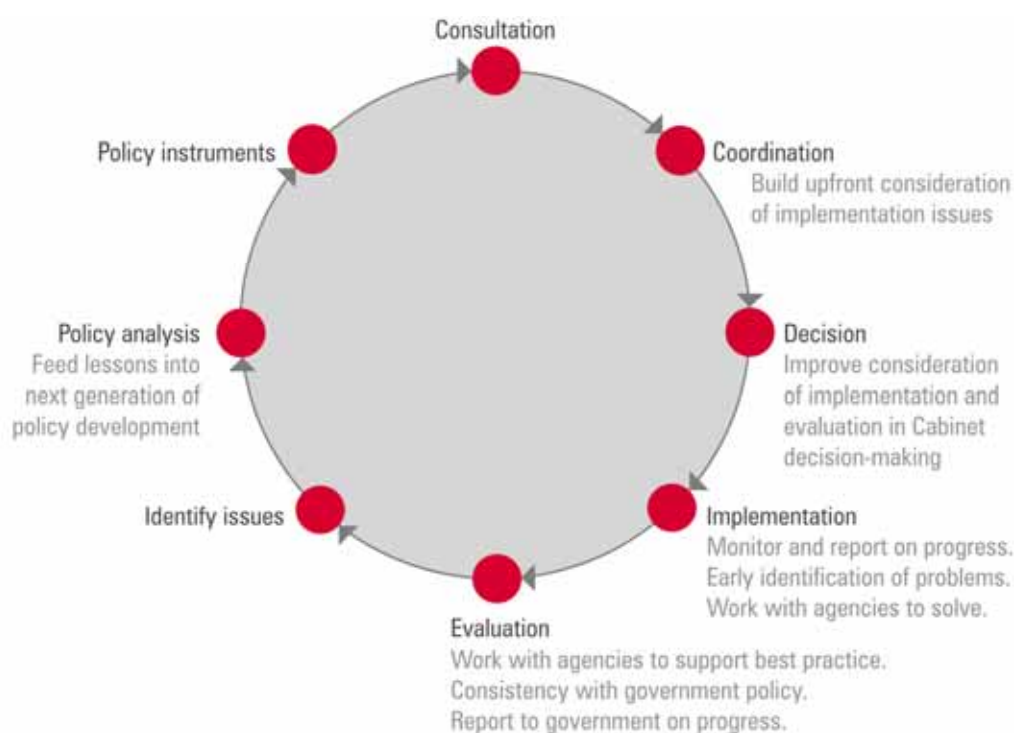 Consultation
Coordination
Build upfront consideration
of implementation issues
Decision
Improve consideration
of implementation and
evaluation in Cabinet
decision-making
Implementation
Monitor and report on progress.
Early identification of problems.
Work with agencies to solve.
Evaluation
Work with agencies to support best practice.
Consistency with government policy.
Report to government on progress.
Identify issues
Policy analysis
Feed lessons into
next generation of
policy development
Policy instruments